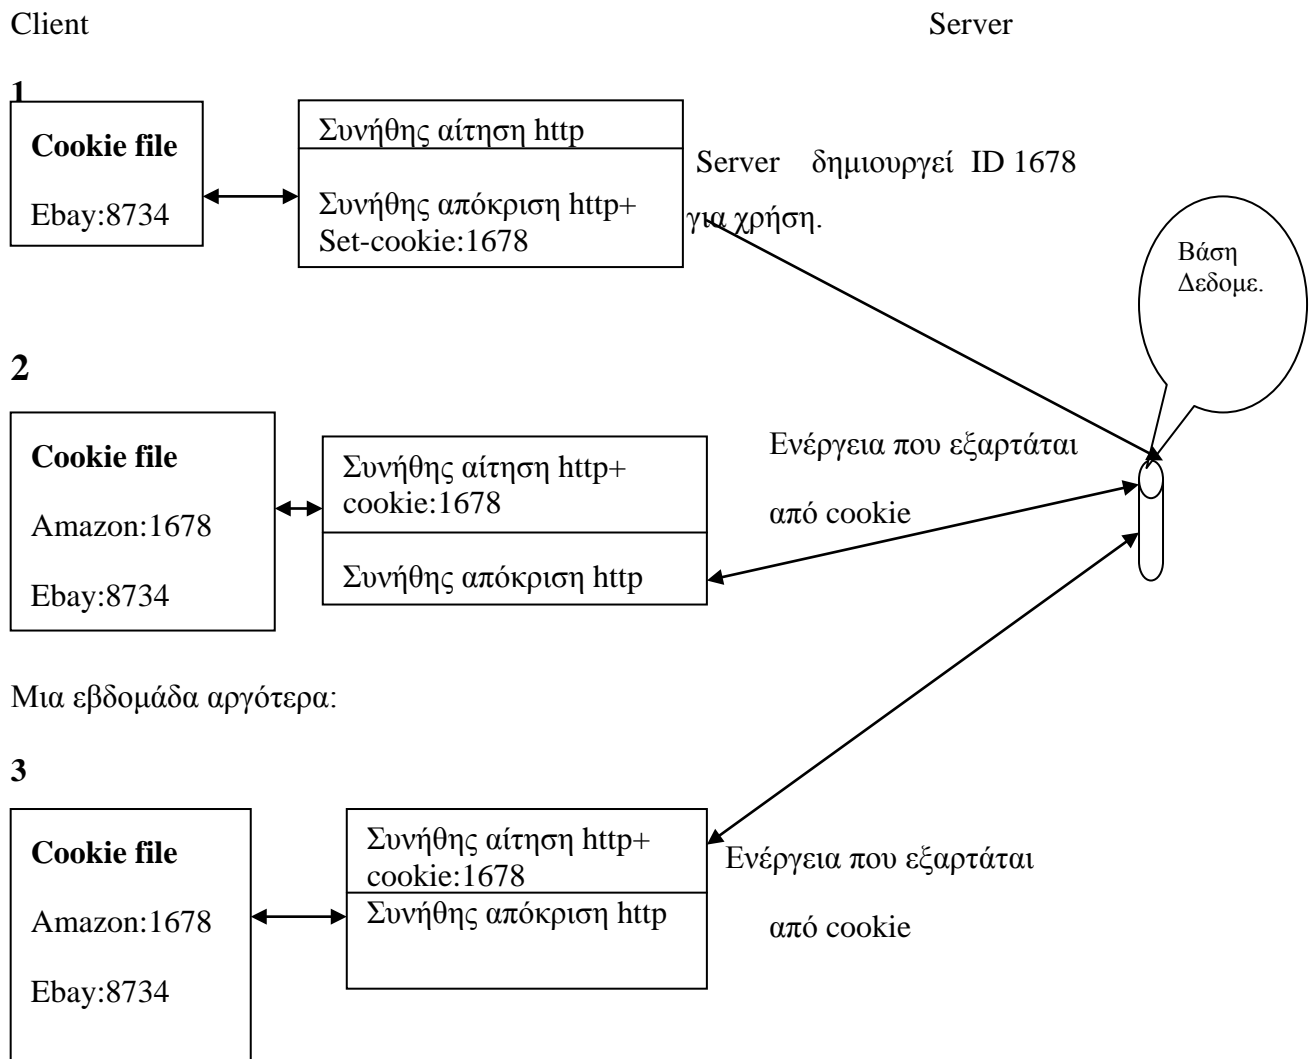 Client Server
1
Cookie file
Ebay:8734
Συνήθης αίτηση http
Συνήθης απόκριση http+
Set-cookie:1678
Server δημιουργεί ID 1678
για χρήση.
Βάση
Δεδομε.
2
Cookie file
Amazon:1678
Ebay:8734
Συνήθης αίτηση http+
cookie:1678
Συνήθης απόκριση http
Ενέργεια που εξαρτάται
από cookie
Μια εβδομάδα αργότερα:
3
Cookie file
Amazon:1678
Ebay:8734
Συνήθης αίτηση http+
cookie:1678
Συνήθης απόκριση http
Ενέργεια που εξαρτάται
από cookie